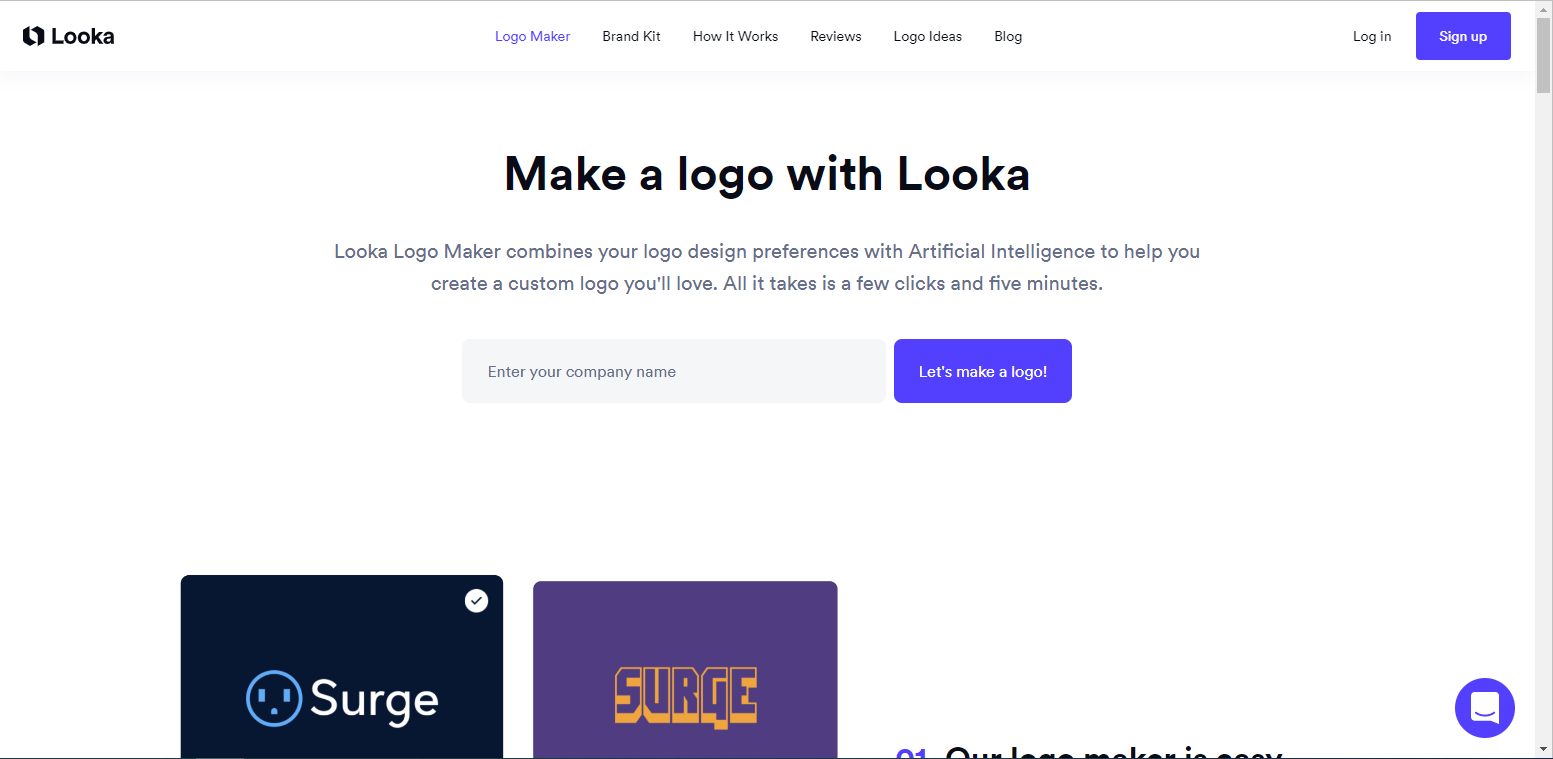 Looka
Logo Maker Brand Kit How It Works Reviews Logo Ideas Blog
Log in Sign up
Make a logo with Looka
Looka Logo Maker combines your logo design preferences with Artificial Intelligence to help you
create a custom logo you'll love. All it takes is a few clicks and five minutes.
Enter your company name Let's make a logo!
Surge
SURGE
01 Our logo maker is easy